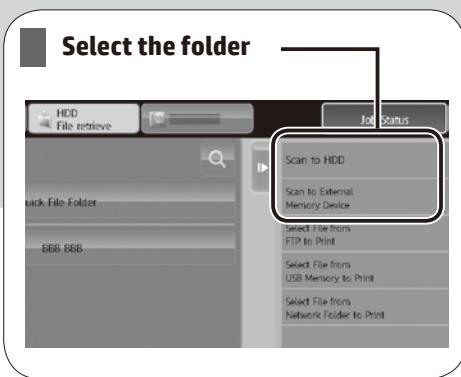 Select the folder
HDD
File retrieve
Job Status
Scan to HDD
uick File Folder
Scan to External
Memory Device
BBB BBB
Select File from
FTP to Print
Select File from
USB Memory to Print
Select File from
Network Folder to Print